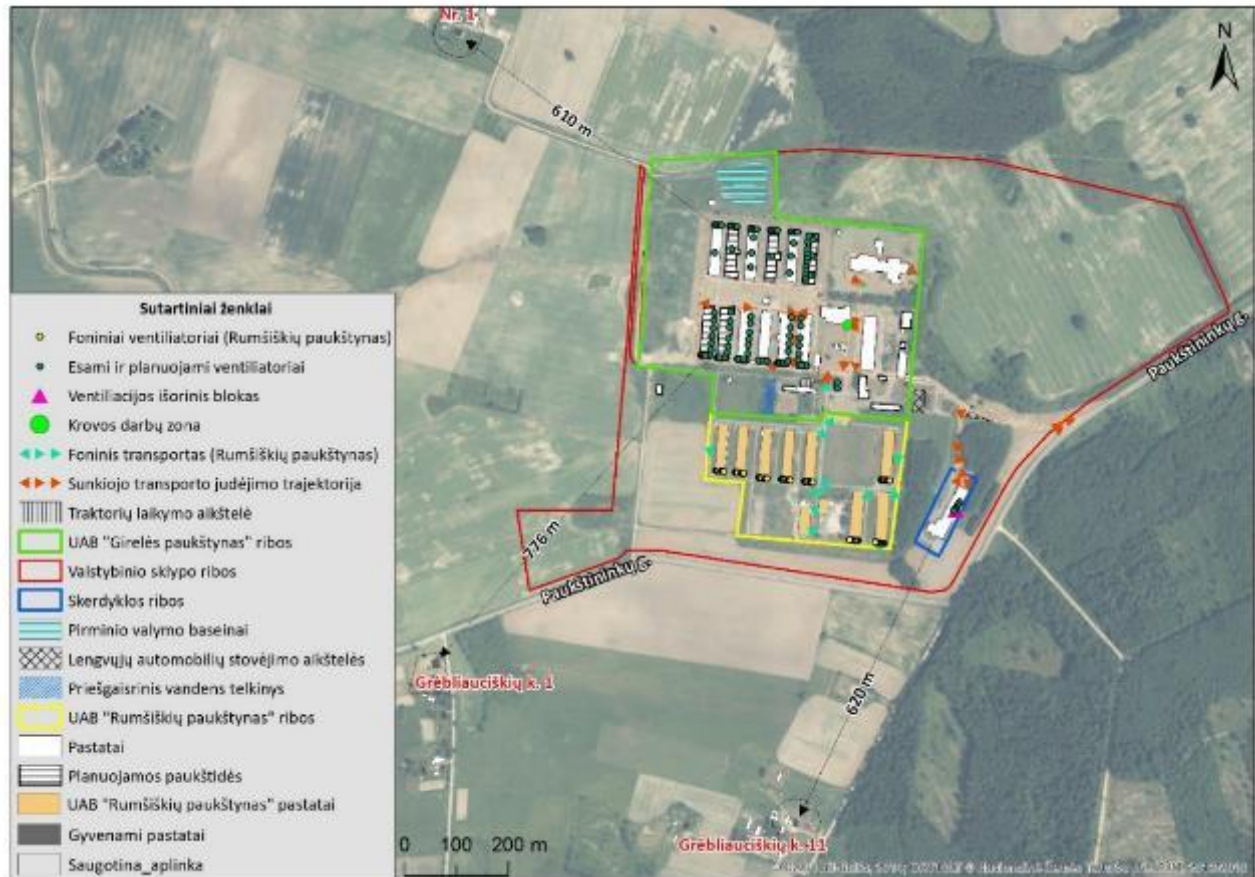 Nr. 1
N
610 m
Paukštininkų g.
Sutartiniai ženklai
Foniniai ventiliatoriai (Rumšiškių paukštynas)
Esami ir planuojami ventiliatoriai
Ventiliacijos išorinis blokas
Krovos darbų zona
Foninis transportas (Rumšiškių paukštynas)
Sunkiojo transporto judėjimo trajektorija
Traktorių laikymo aikštelė
UAB "Girelės paukštynas" ribos
Valstybinio sklypo ribos
Skerdyklos ribos
Pirminio valymo baseinai
Lengvųjų automobilių stovėjimo aikštelės
Priešgaisrinis vandens telkinys
UAB "Rumšiškių paukštynas" ribos
Pastatai
Planuojamos paukštidės
UAB "Rumšiškių paukštynas" pastatai
Gyvenami pastatai
Saugotina_aplinka
776 m
Paukštininkų g.
Grėbliauciškių k. 1
620 m
Grėbliauciškių k. 11
0 100 200 m